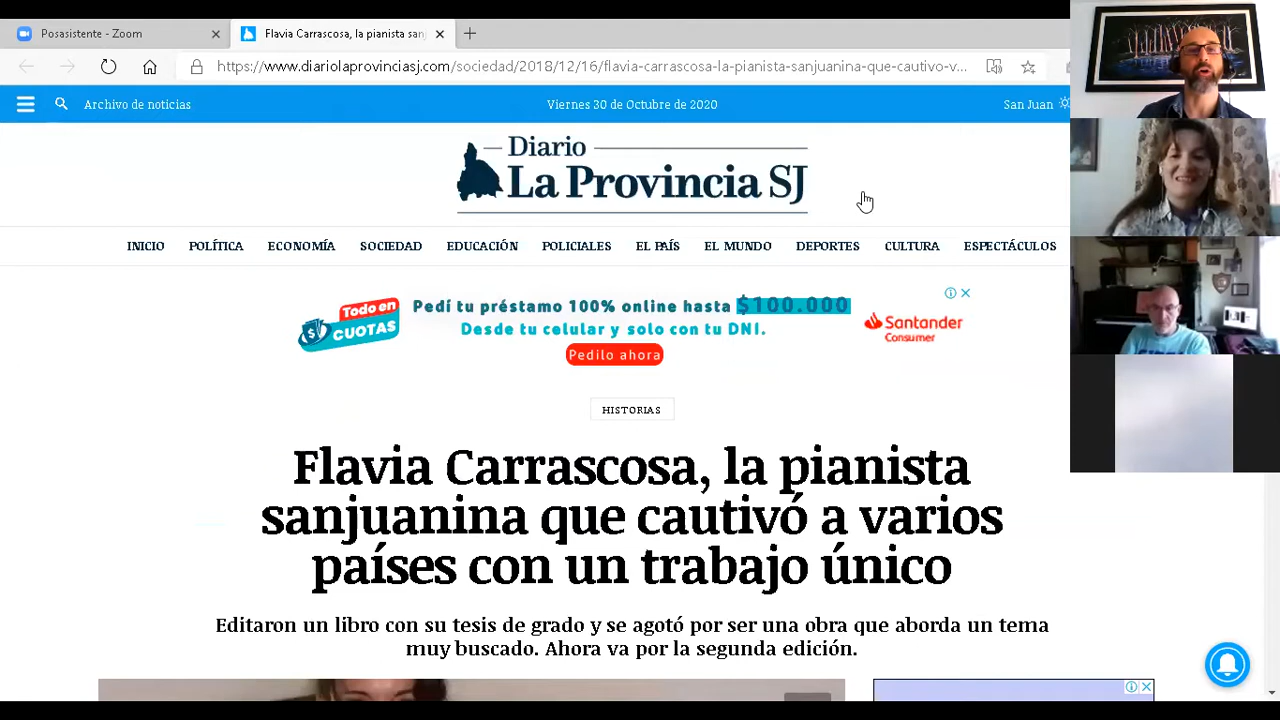 Posasistente - Zoom
Flavia Carrascosa, la pianista san
https://www.diariolaprovinciasj.com/sociedad/2018/12/16/flavia-carrascosa-la-pianista-sanjuanina-que-cautivo-v...
Archivo de noticias
Viernes 30 de Octubre de 2020
San Juan
Diario
La Provincia SJ
INICIO POLÍTICA ECONOMÍA SOCIEDAD EDUCACIÓN POLICIALES EL PAÍS EL MUNDO DEPORTES CULTURA ESPECTÁCULOS
Todo en
CUOTAS
Pedí tu préstamo 100% online hasta $100.000
Desde tu celular y solo con tu DNI.
Pedilo ahora
Santander
Consumer
HISTORIAS
Flavia Carrascosa, la pianista
sanjuanina que cautivó a varios
países con un trabajo único
Editaron un libro con su tesis de grado y se agotó por ser una obra que aborda un tema
muy buscado. Ahora va por la segunda edición.